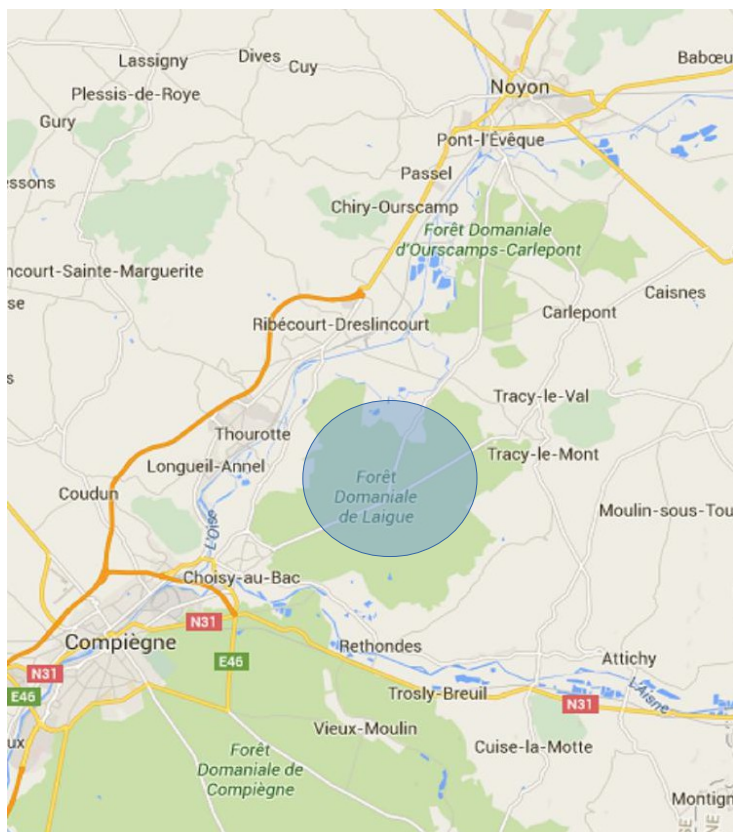 Lassigny
Dives
Cuy
Babœu
Noyon
Plessis-de-Roye
Gury
Pont-l'Évêque
Passel
essons
Chiry-Ourscamp
Forêt Domaniale
d'Ourscamps-Carlepont
ncourt-Sainte-Marguerite
Caisnes
se
Carlepont
Ribécourt-Dreslincourt
s
Tracy-le-Val
Thourotte
Tracy-le-Mont
Longueil-Annel
Forêt
Domaniale
de Laigue
Coudun
Moulin-sous-Tou
L'Oise
Choisy-au-Bac
N31
Compiègne
Rethondes
E46
Attichy
N31
E46
Trosly-Breuil
L'Aisne
N31
Vieux-Moulin
ux
Cuise-la-Motte
Forêt
Domaniale de
Compiègne
Montign
SE
NE